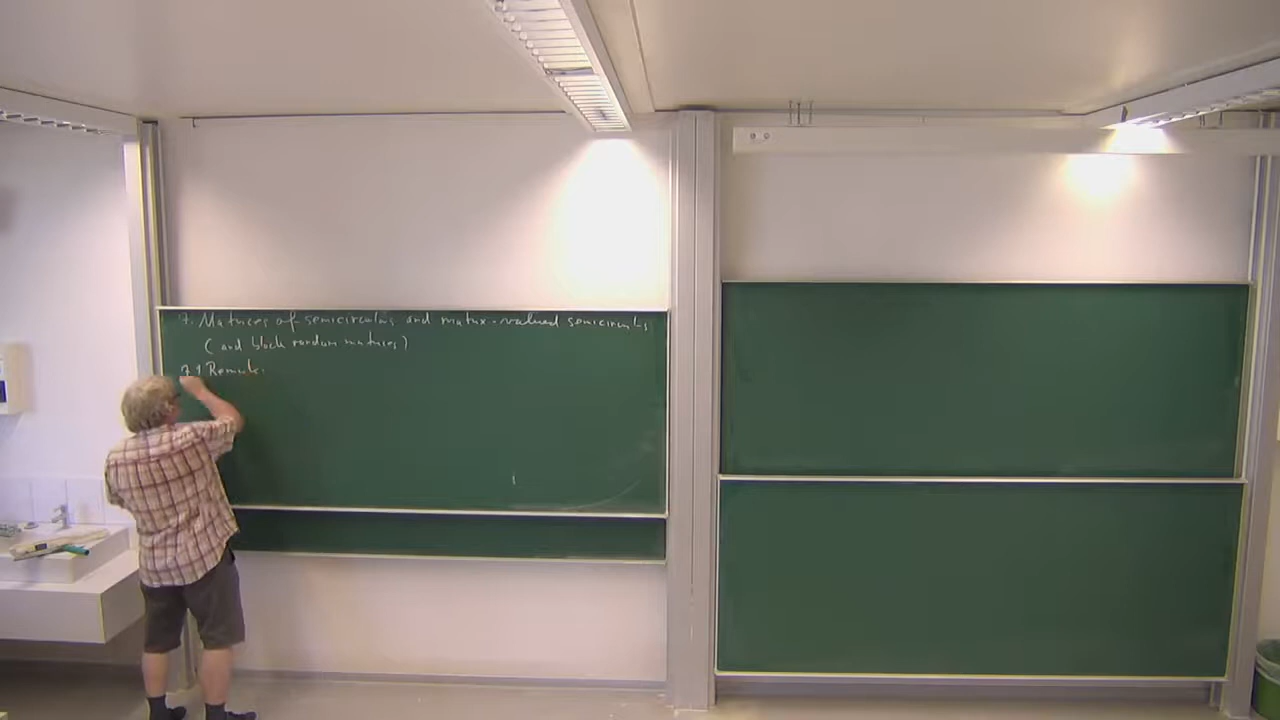 7. Matrices of semicirculars and matrix-valued semicirculars
(and block random matrices)
7.1 Remark: